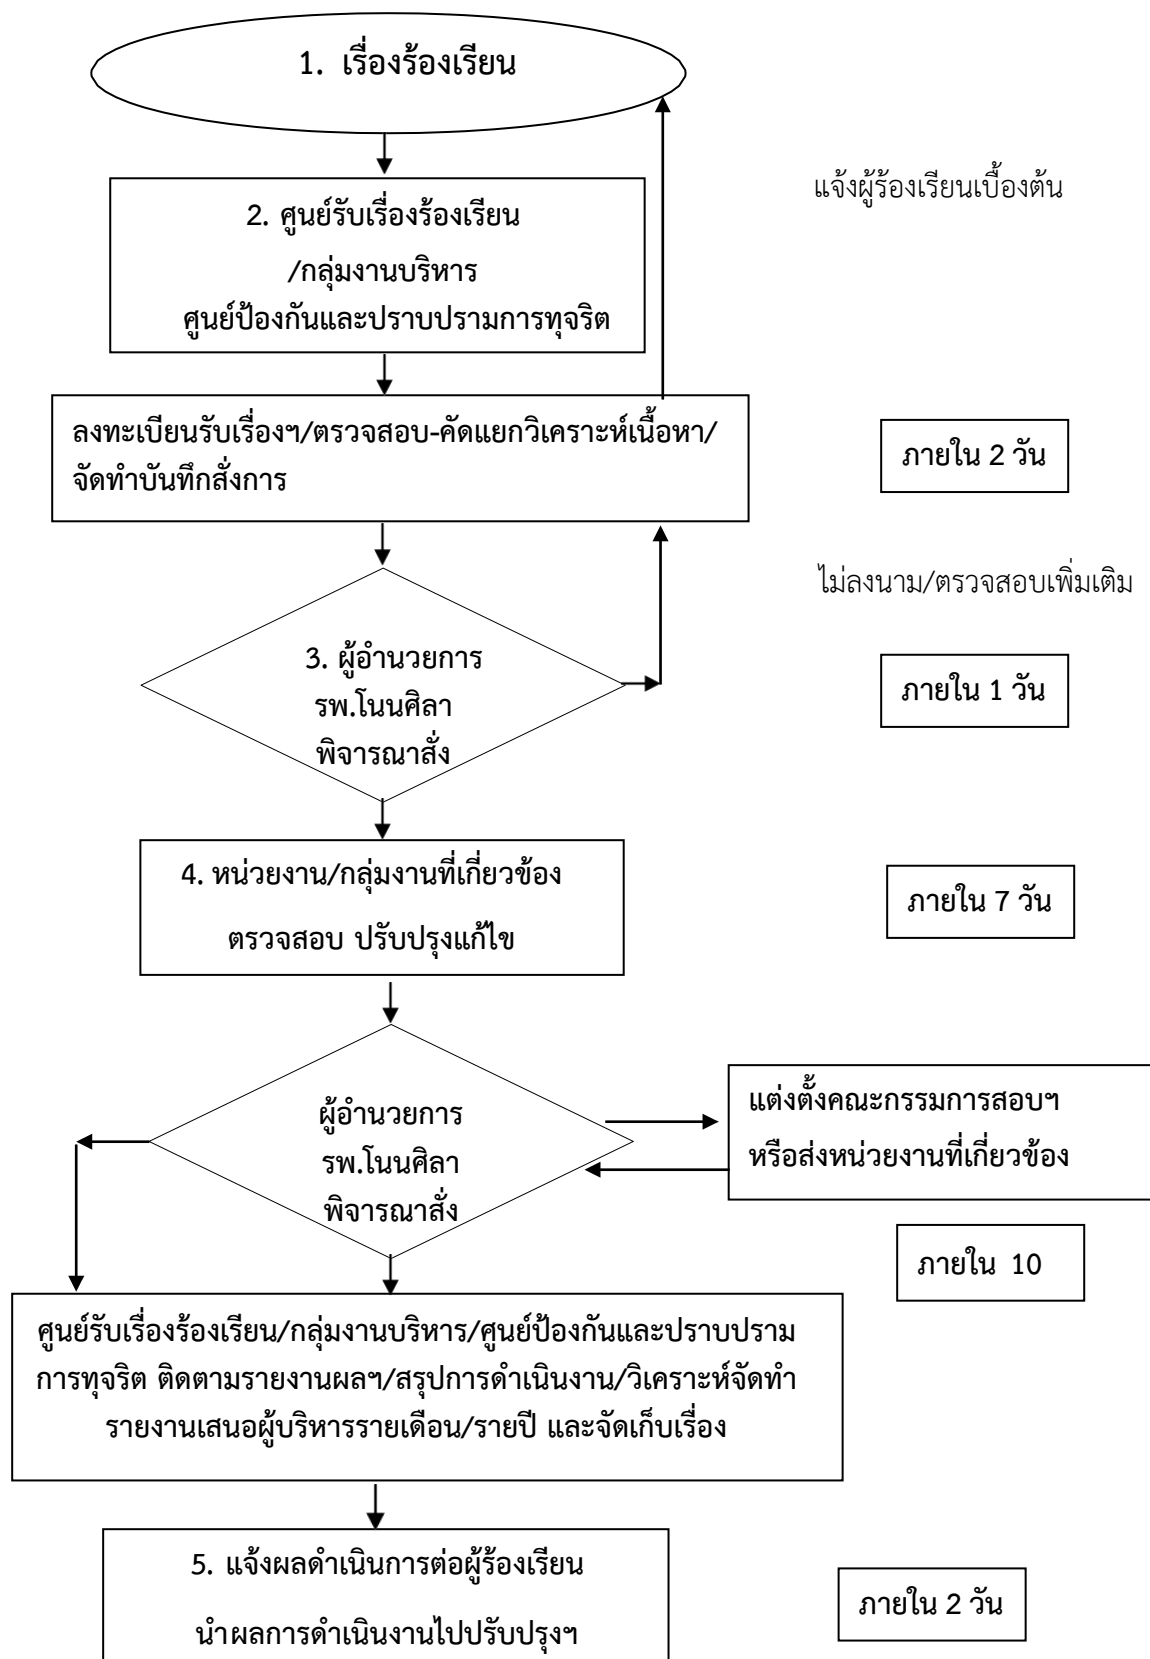 1. เรื่องร้องเรียน
แจ้งผู้ร้องเรียนเบื้องต้น
2. ศูนย์รับเรื่องร้องเรียน
/กลุ่มงานบริหาร
ศูนย์ป้องกันและปราบปรามการทุจริต
ลงทะเบียนรับเรื่องฯ/ตรวจสอบ-คัดแยกวิเคราะห์เนื้อหา/
จัดทำบันทึกสั่งการ
ภายใน 2 วัน
ไม่ลงนาม/ตรวจสอบเพิ่มเติม
3. ผู้อำนวยการ
รพ.โนนศิลา
พิจารณาสั่ง
ภายใน 1 วัน
4. หน่วยงาน/กลุ่มงานที่เกี่ยวข้อง
ตรวจสอบ ปรับปรุงแก้ไข
ภายใน 7 วัน
ผู้อำนวยการ
รพ.โนนศิลา
พิจารณาสั่ง
แต่งตั้งคณะกรรมการสอบฯ
หรือส่งหน่วยงานที่เกี่ยวข้อง
ภายใน 10
ศูนย์รับเรื่องร้องเรียน/กลุ่มงานบริหาร/ศูนย์ป้องกันและปราบปราม
การทุจริต ติดตามรายงานผลฯ/สรุปการดำเนินงาน/วิเคราะห์จัดทำ
รายงานเสนอผู้บริหารรายเดือน/รายปี และจัดเก็บเรื่อง
5. แจ้งผลดำเนินการต่อผู้ร้องเรียน
นำผลการดำเนินงานไปปรับปรุงฯ
ภายใน 2 วัน